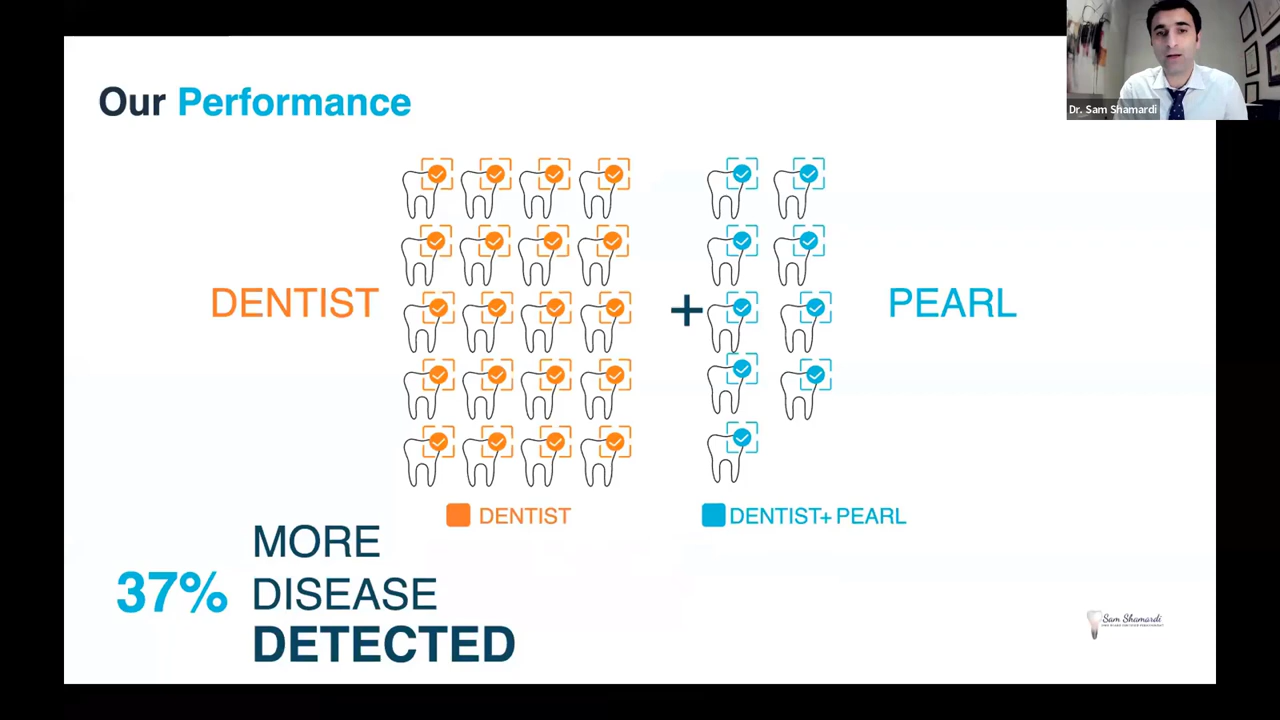 Dr. Sam Shamardi
Our Performance
DENTIST
+
PEARL
DENTIST
DENTIST+ PEARL
37%
MORE
DISEASE
DETECTED
Sam Shamardi